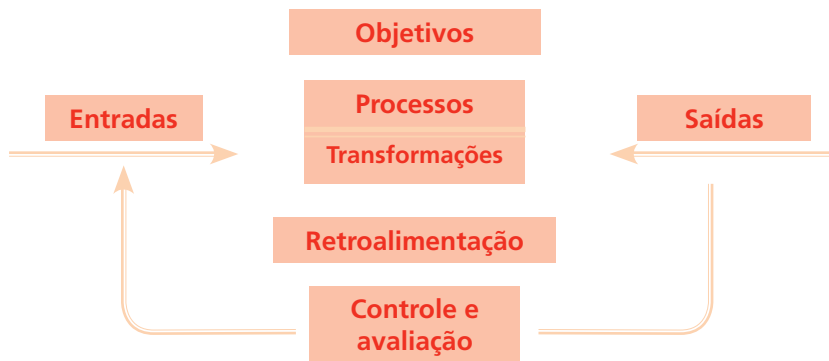 Objetivos
Processos
Entradas
Saídas
Transformações
Retroalimentação
Controle e
avaliação